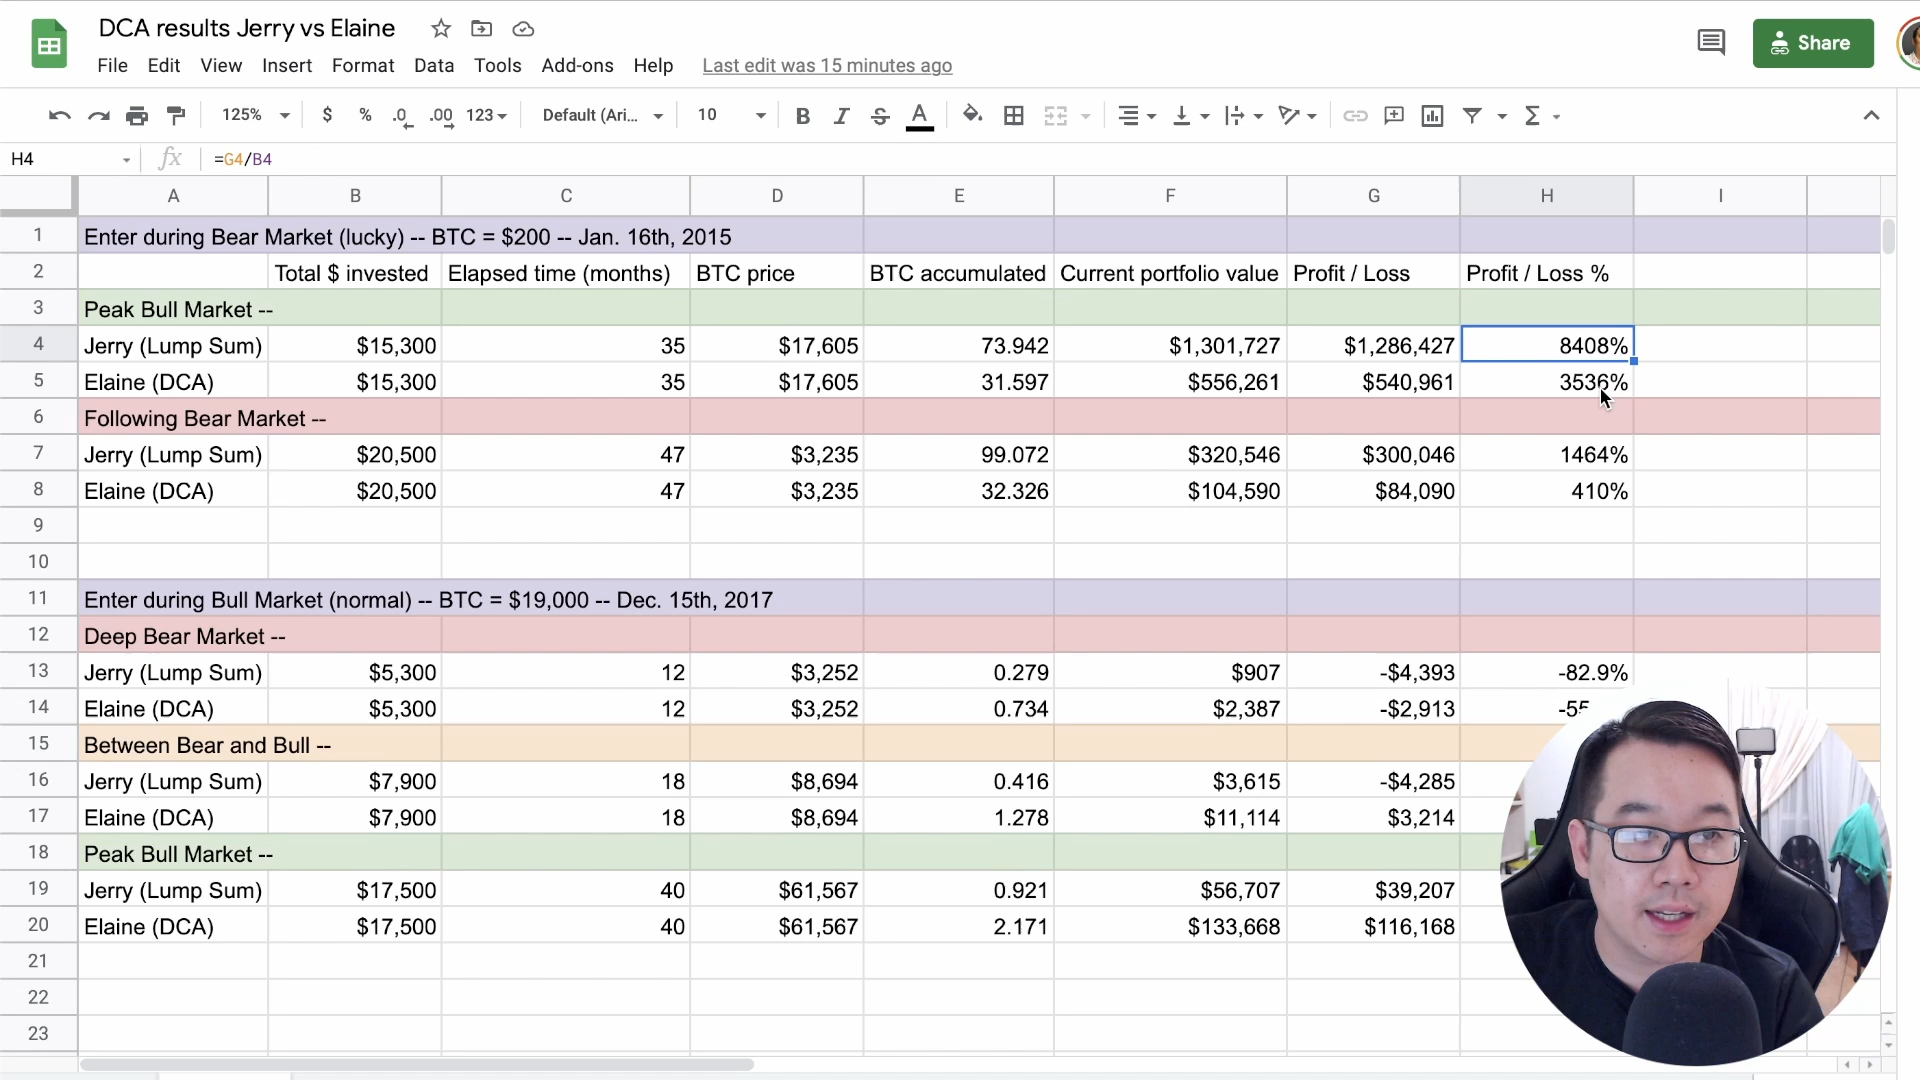 DCA results Jerry vs Elaine
Share
File Edit View Insert Format Data Tools Add-ons Help Last edit was 15 minutes ago
125% $ % .0 .00 123 Default (Ari... 10 B I S A
H4 fx =G4/B4
A B C D E F G H I
1 Enter during Bear Market (lucky) -- BTC = $200 -- Jan. 16th, 2015
2 Total $ invested Elapsed time (months) BTC price BTC accumulated Current portfolio value Profit / Loss Profit / Loss %
3 Peak Bull Market --
4 Jerry (Lump Sum) $15,300 35 $17,605 73.942 $1,301,727 $1,286,427 8408%
5 Elaine (DCA) $15,300 35 $17,605 31.597 $556,261 $540,961 3536%
6 Following Bear Market --
7 Jerry (Lump Sum) $20,500 47 $3,235 99.072 $320,546 $300,046 1464%
8 Elaine (DCA) $20,500 47 $3,235 32.326 $104,590 $84,090 410%
9
10
11 Enter during Bull Market (normal) -- BTC = $19,000 -- Dec. 15th, 2017
12 Deep Bear Market --
13 Jerry (Lump Sum) $5,300 12 $3,252 0.279 $907 -$4,393 -82.9%
14 Elaine (DCA) $5,300 12 $3,252 0.734 $2,387 -$2,913
15 Between Bear and Bull --
16 Jerry (Lump Sum) $7,900 18 $8,694 0.416 $3,615 -$4,285
17 Elaine (DCA) $7,900 18 $8,694 1.278 $11,114 $3,214
18 Peak Bull Market --
19 Jerry (Lump Sum) $17,500 40 $61,567 0.921 $56,707 $39,207
20 Elaine (DCA) $17,500 40 $61,567 2.171 $133,668 $116,168
21
22
23